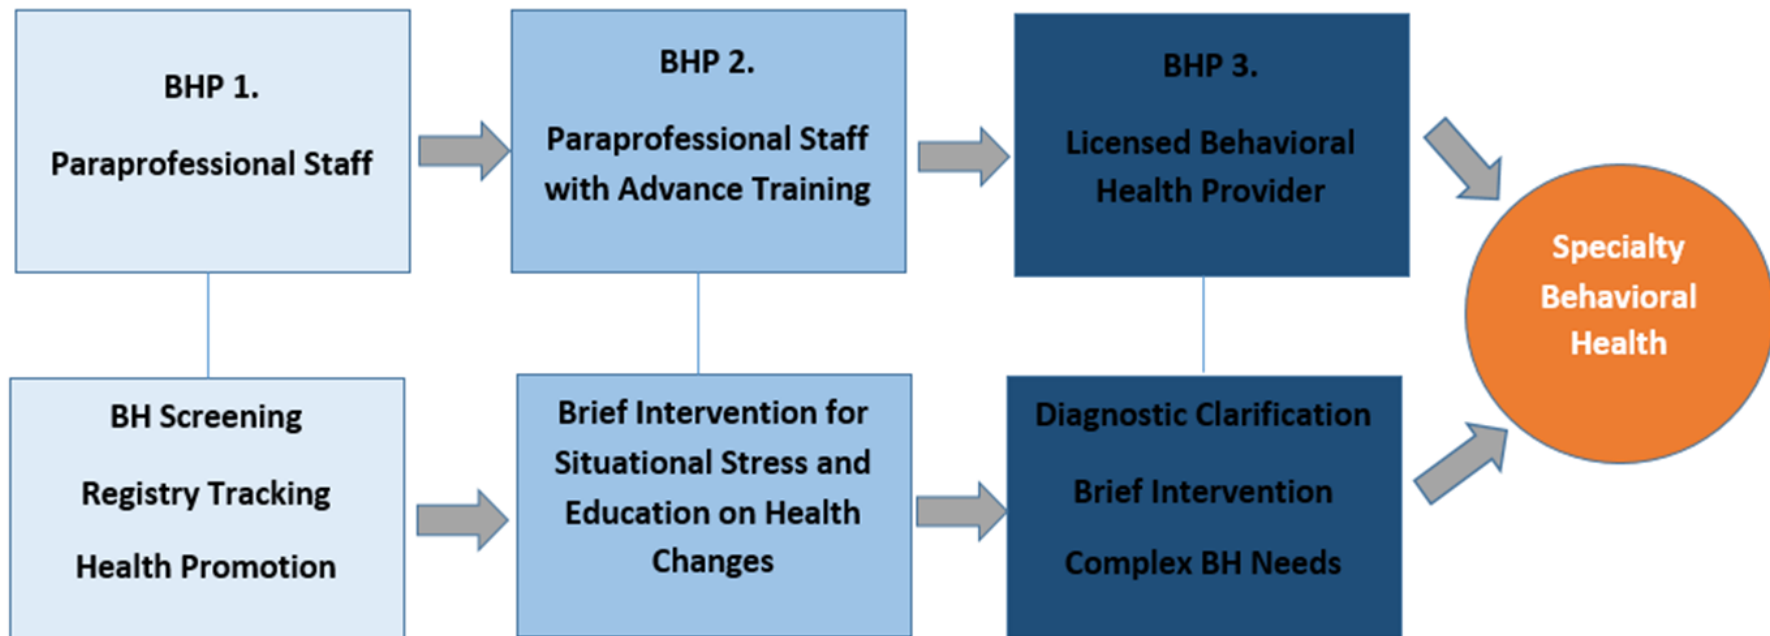 BHP 1.
Paraprofessional Staff
BHP 2.
Paraprofessional Staff
with Advance Training
BHP 3.
Licensed Behavioral
Health Provider
Specialty
Behavioral
Health
BH Screening
Registry Tracking
Health Promotion
Brief Intervention for
Situational Stress and
Education on Health
Changes
Diagnostic Clarification
Brief Intervention
Complex BH Needs